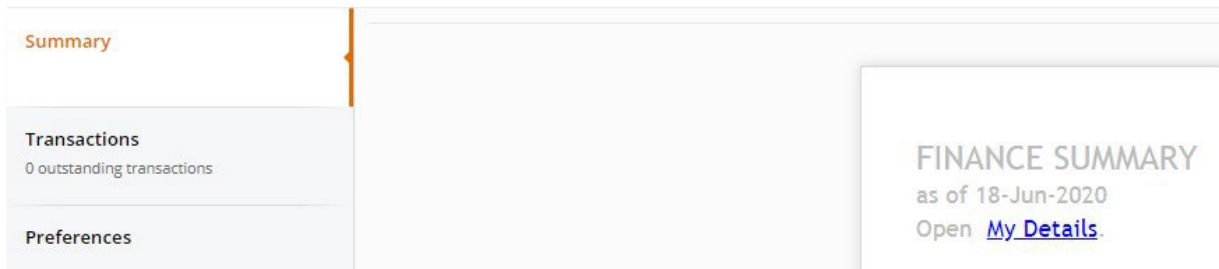 Summary
Transactions
0 outstanding transactions
Preferences
FINANCE SUMMARY
as of 18-Jun-2020
Open My Details.